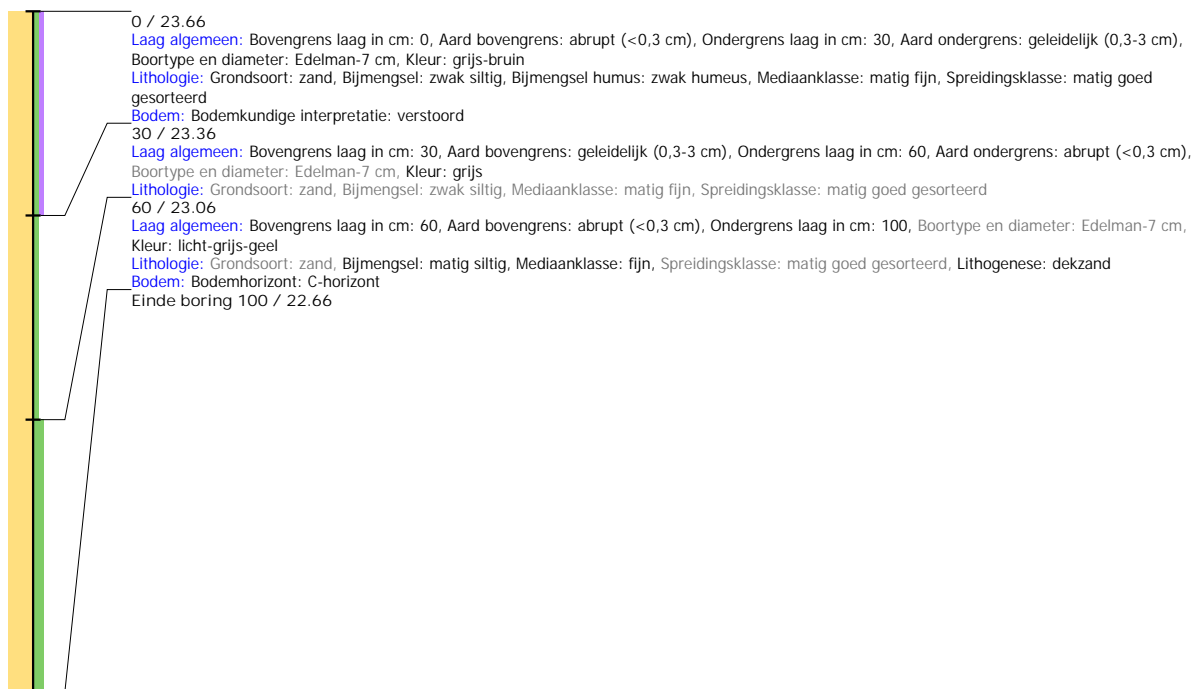 0 / 23.66
Laag algemeen: Bovengrens laag in cm: 0, Aard bovengrens: abrupt (<0,3 cm), Ondergrens laag in cm: 30, Aard ondergrens: geleidelijk (0,3-3 cm),
Boortype en diameter: Edelman-7 cm, Kleur: grijs-bruin
Lithologie: Grondsoort: zand, Bijmengsel: zwak siltig, Bijmengsel humus: zwak humeus, Mediaanklasse: matig fijn, Spreidingsklasse: matig goed
gesorteerd
Bodem: Bodemkundige interpretatie: verstoord
30 / 23.36
Laag algemeen: Bovengrens laag in cm: 30, Aard bovengrens: geleidelijk (0,3-3 cm), Ondergrens laag in cm: 60, Aard ondergrens: abrupt (<0,3 cm),
Boortype en diameter: Edelman-7 cm, Kleur: grijs
Lithologie: Grondsoort: zand, Bijmengsel: zwak siltig, Mediaanklasse: matig fijn, Spreidingsklasse: matig goed gesorteerd
60 / 23.06
Laag algemeen: Bovengrens laag in cm: 60, Aard bovengrens: abrupt (<0,3 cm), Ondergrens laag in cm: 100, Boortype en diameter: Edelman-7 cm,
Kleur: licht-grijs-geel
Lithologie: Grondsoort: zand, Bijmengsel: matig siltig, Mediaanklasse: fijn, Spreidingsklasse: matig goed gesorteerd, Lithogenese: dekzand
Bodem: Bodemhorizont: C-horizont
Einde boring 100 / 22.66